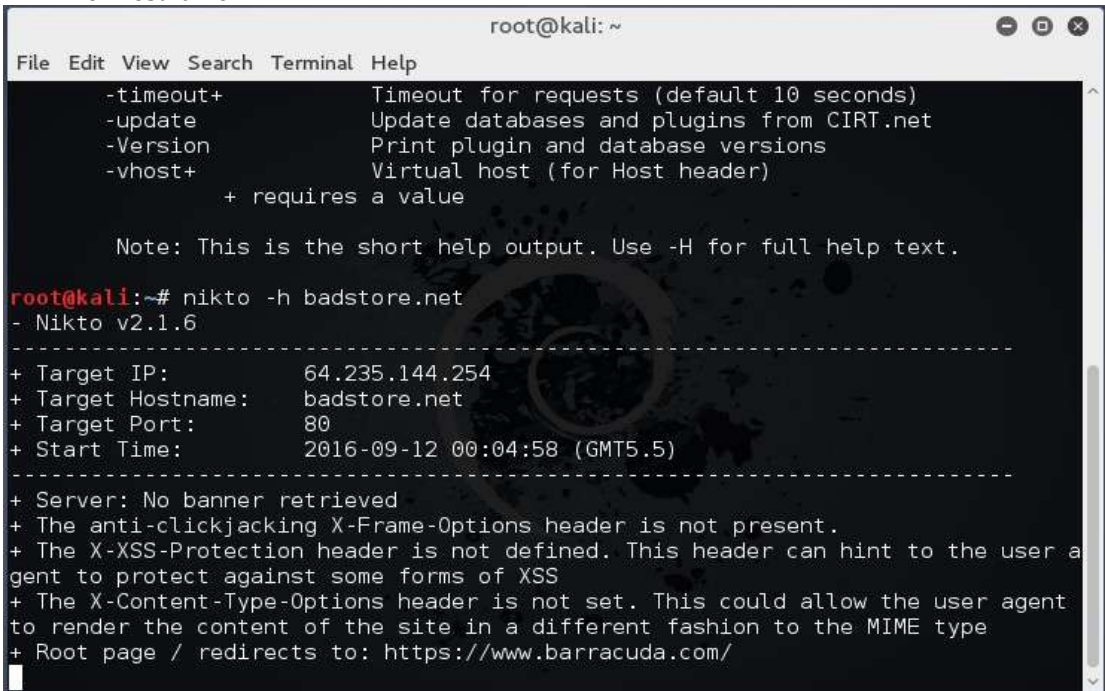 root@kali: ~
File Edit View Search Terminal Help
-timeout+ Timeout for requests (default 10 seconds)
-update Update databases and plugins from CIRT.net
-Version Print plugin and database versions
-vhost+ Virtual host (for Host header)
+ requires a value
Note: This is the short help output. Use -H for full help text.
root@kali:~# nikto -h badstore.net
- Nikto v2.1.6
---------------------------------------------------------------------------
+ Target IP: 64.235.144.254
+ Target Hostname: badstore.net
+ Target Port: 80
+ Start Time: 2016-09-12 00:04:58 (GMT5.5)
---------------------------------------------------------------------------
+ Server: No banner retrieved
+ The anti-clickjacking X-Frame-Options header is not present.
+ The X-XSS-Protection header is not defined. This header can hint to the user a
gent to protect against some forms of XSS
+ The X-Content-Type-Options header is not set. This could allow the user agent
to render the content of the site in a different fashion to the MIME type
+ Root page / redirects to: https://www.barracuda.com/